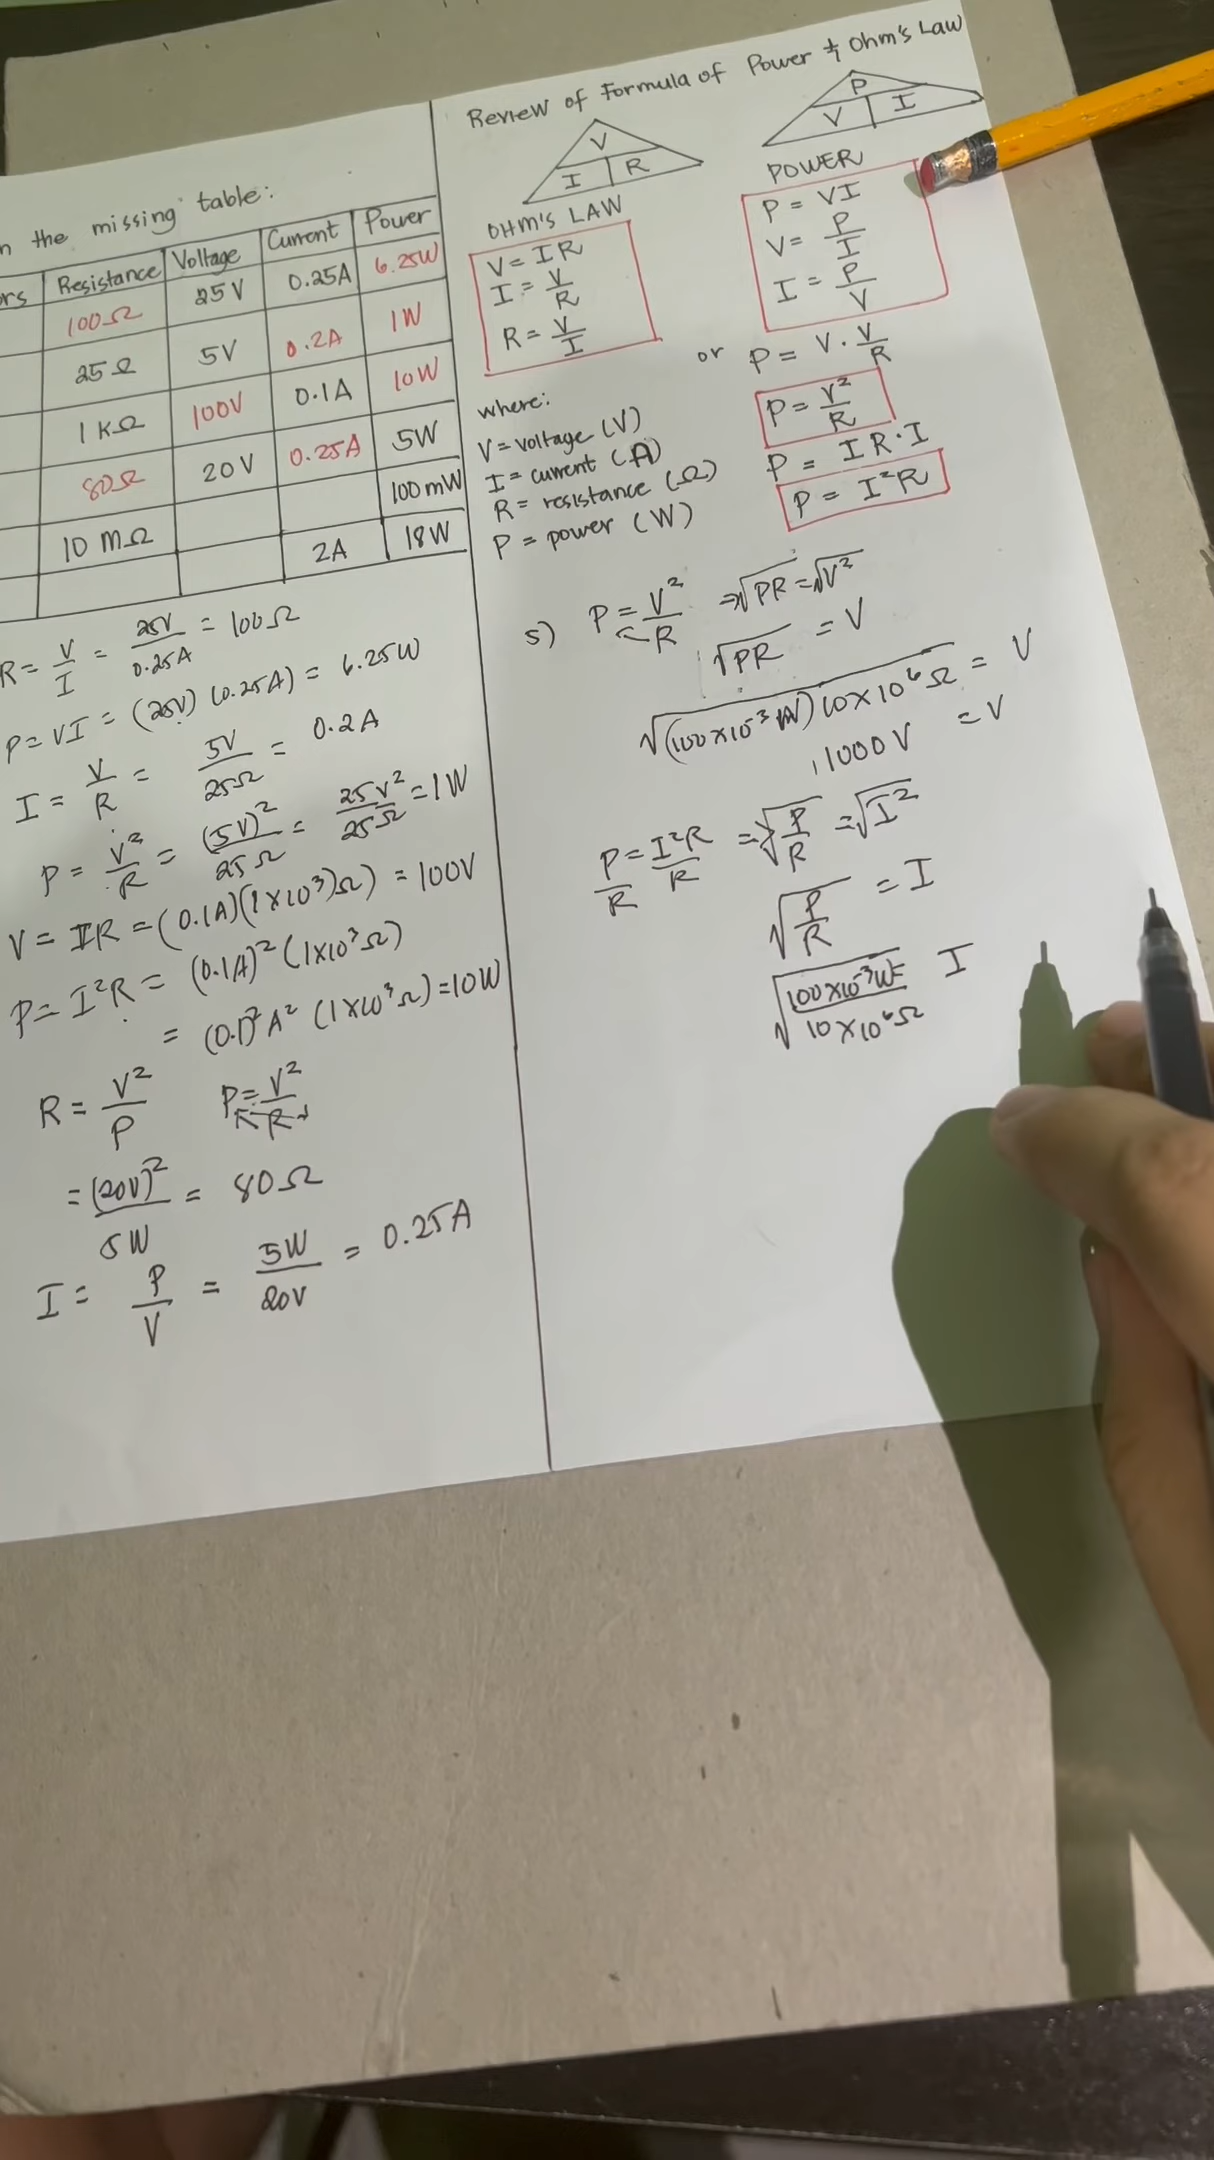 n the missing table:
ors Resistance Voltage Current Power
100Ω 25V 0.25A 6.25W
25Ω 5V 0.2A 1W
1KΩ 100V 0.1A 10W
80Ω 20V 0.25A 5W
10 MΩ 100mW
2A 18W
R = V/I = 25V/0.25A = 100Ω
P = VI = (25V)(0.25A) = 6.25W
I = V/R = 5V/25Ω = 0.2A
P = V²/R = (5V)²/25Ω = 25V²/25Ω = 1W
V = IR = (0.1A)(1×10³)Ω) = 100V
P = I²R = (0.1A)² (1×10³Ω)
= (0.1)² A² (1×10³Ω) = 10W
R = V²/P P = V²/R
= (20V)²/5W = 80Ω
I = P/V = 5W/20V = 0.25A
Review of Formula of Power & Ohm's Law
V
I R
OHM'S LAW
V = IR
I = V/R
R = V/I
where:
V = voltage (V)
I = current (A)
R = resistance (Ω)
P = power (W)
P
V I
POWER
P = VI
V = P/I
I = P/V
or P = V · V/R
P = V²/R
P = IR · I
P = I²R
5) P = V²/R ⇒ √PR = √V²
√PR = V
√(100×10⁻³W)(10×10⁶Ω = V
1000V = V
P/R = I²R/R = √P/R = √I²
√P/R = I
√100×10⁻³W/10×10⁶Ω = I